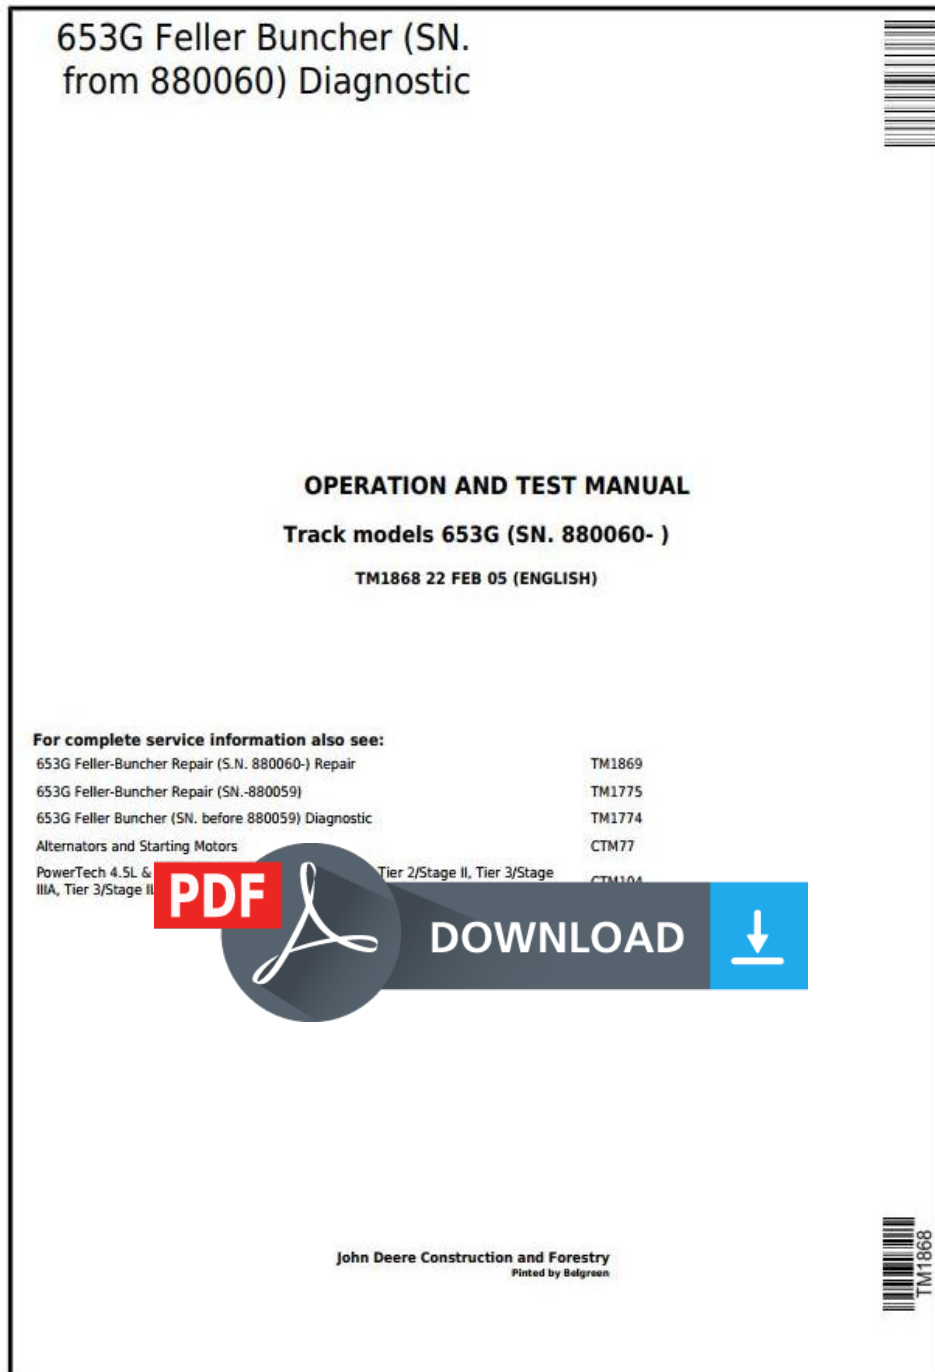 653G Feller Buncher (SN.
from 880060) Diagnostic
OPERATION AND TEST MANUAL
Track models 653G (SN. 880060- )
TM1868 22 FEB 05 (ENGLISH)
For complete service information also see:
653G Feller-Buncher Repair (S.N. 880060-) Repair TM1869
653G Feller-Buncher Repair (SN.-880059) TM1775
653G Feller Buncher (SN. before 880059) Diagnostic TM1774
Alternators and Starting Motors CTM77
PowerTech 4.5L & Tier 2/Stage II, Tier 3/Stage CTM104
IIIA, Tier 3/Stage
PDF
DOWNLOAD
John Deere Construction and Forestry
Pinted by Belgreen
TM1868